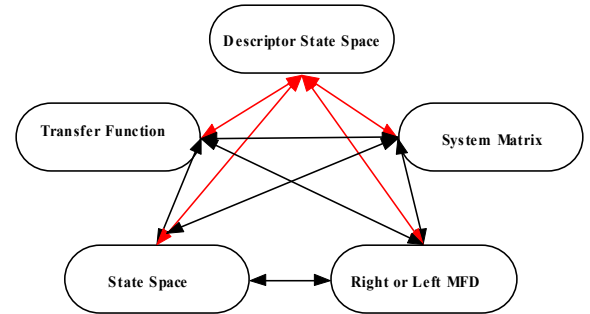 Descriptor State Space
Transfer Function
System Matrix
State Space
Right or Left MFD